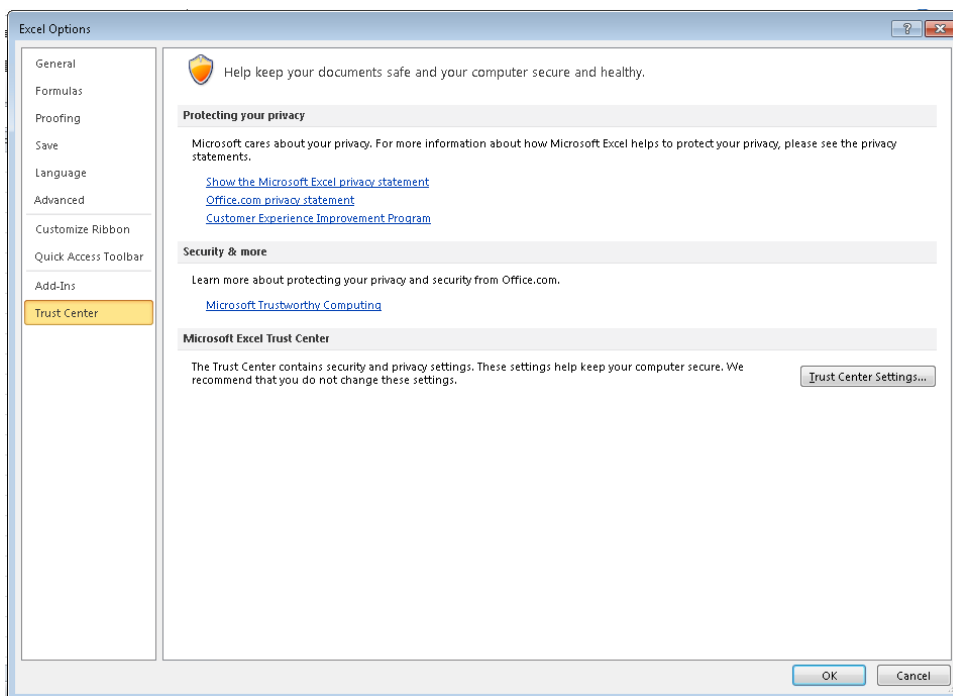 Excel Options
General
Formulas
Proofing
Save
Language
Advanced
Customize Ribbon
Quick Access Toolbar
Add-Ins
Trust Center
Help keep your documents safe and your computer secure and healthy.
Protecting your privacy
Microsoft cares about your privacy. For more information about how Microsoft Excel helps to protect your privacy, please see the privacy
statements.
Show the Microsoft Excel privacy statement
Office.com privacy statement
Customer Experience Improvement Program
Security & more
Learn more about protecting your privacy and security from Office.com.
Microsoft Trustworthy Computing
Microsoft Excel Trust Center
The Trust Center contains security and privacy settings. These settings help keep your computer secure. We
recommend that you do not change these settings.
Trust Center Settings...
OK
Cancel